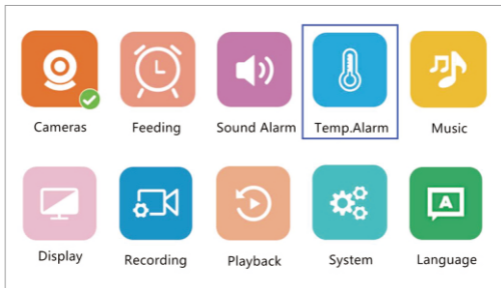 Cameras Feeding Sound Alarm Temp.Alarm Music
A
Display Recording Playback System Language